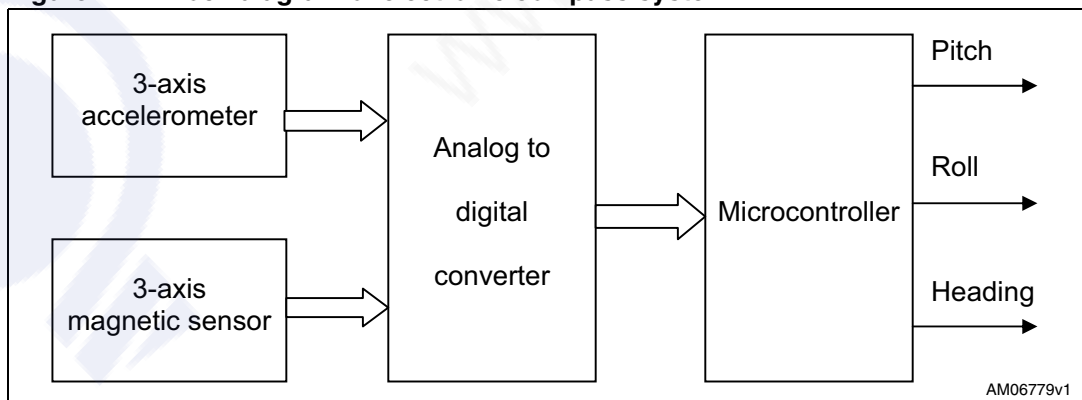 3-axis
accelerometer
3-axis
magnetic sensor
Analog to
digital
converter
Microcontroller
Pitch
Roll
Heading
AM06779v1